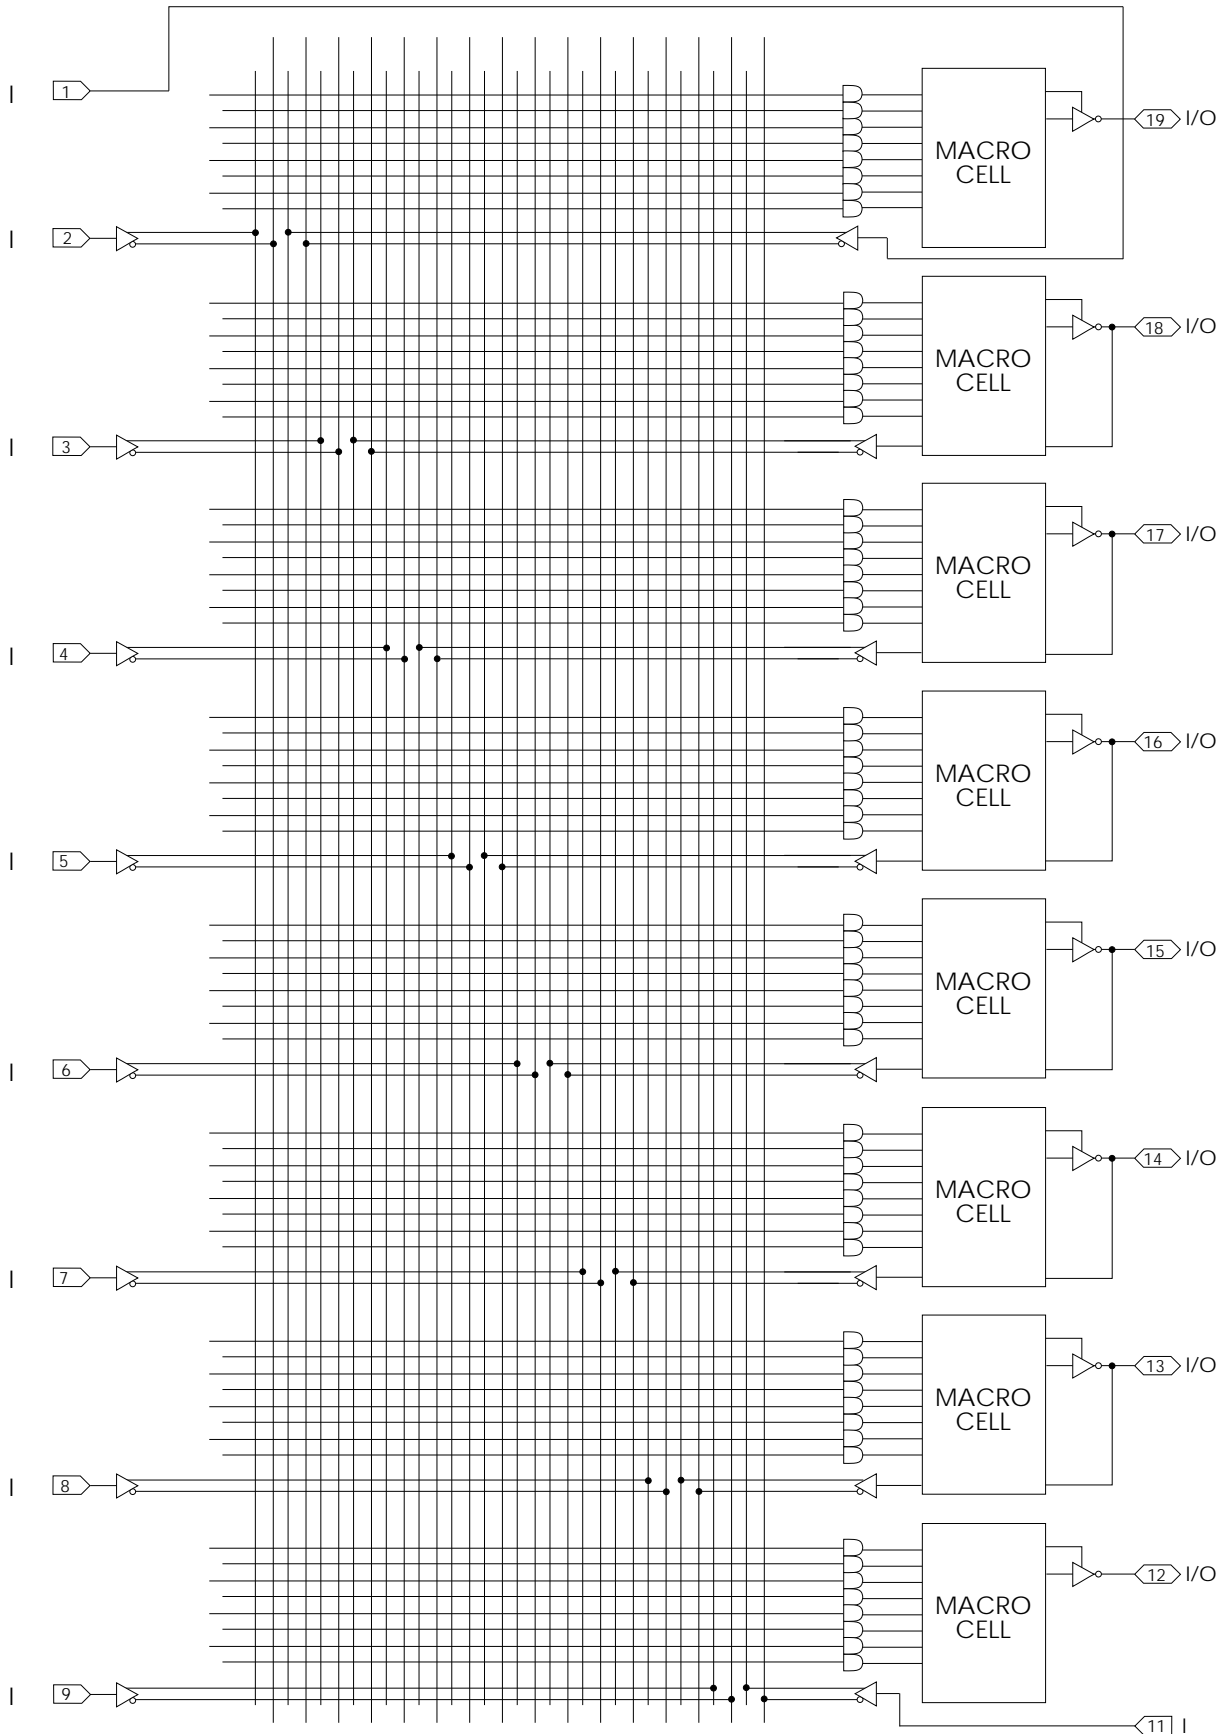 I 1
MACRO
CELL
19 I/O
I 2
MACRO
CELL
18 I/O
I 3
MACRO
CELL
17 I/O
I 4
MACRO
CELL
16 I/O
I 5
MACRO
CELL
15 I/O
I 6
MACRO
CELL
14 I/O
I 7
MACRO
CELL
13 I/O
I 8
MACRO
CELL
12 I/O
I 9
11 I